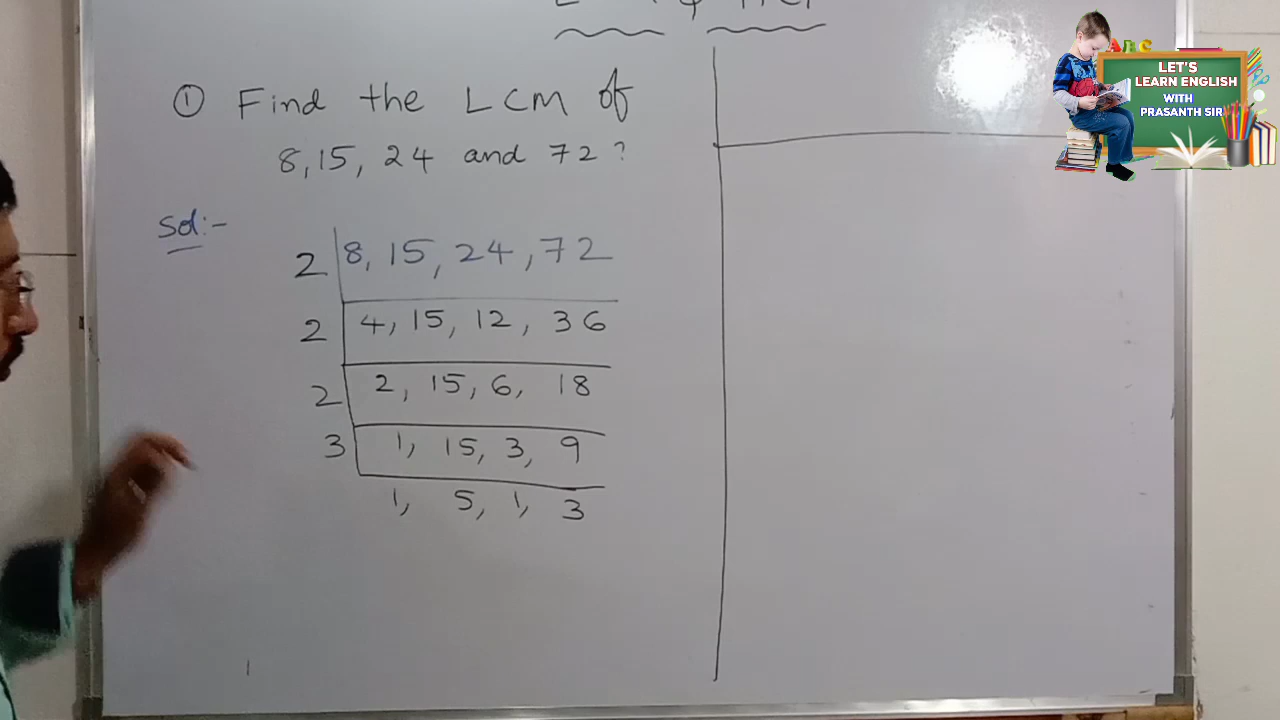 ① Find the LCM of
8, 15, 24 and 72 ?
Sol:-
2 8, 15, 24, 72
2 4, 15, 12, 36
2 2, 15, 6, 18
3 1, 15, 3, 9
1, 5, 1, 3
ABC
LET'S
LEARN ENGLISH
WITH
PRASANTH SIR